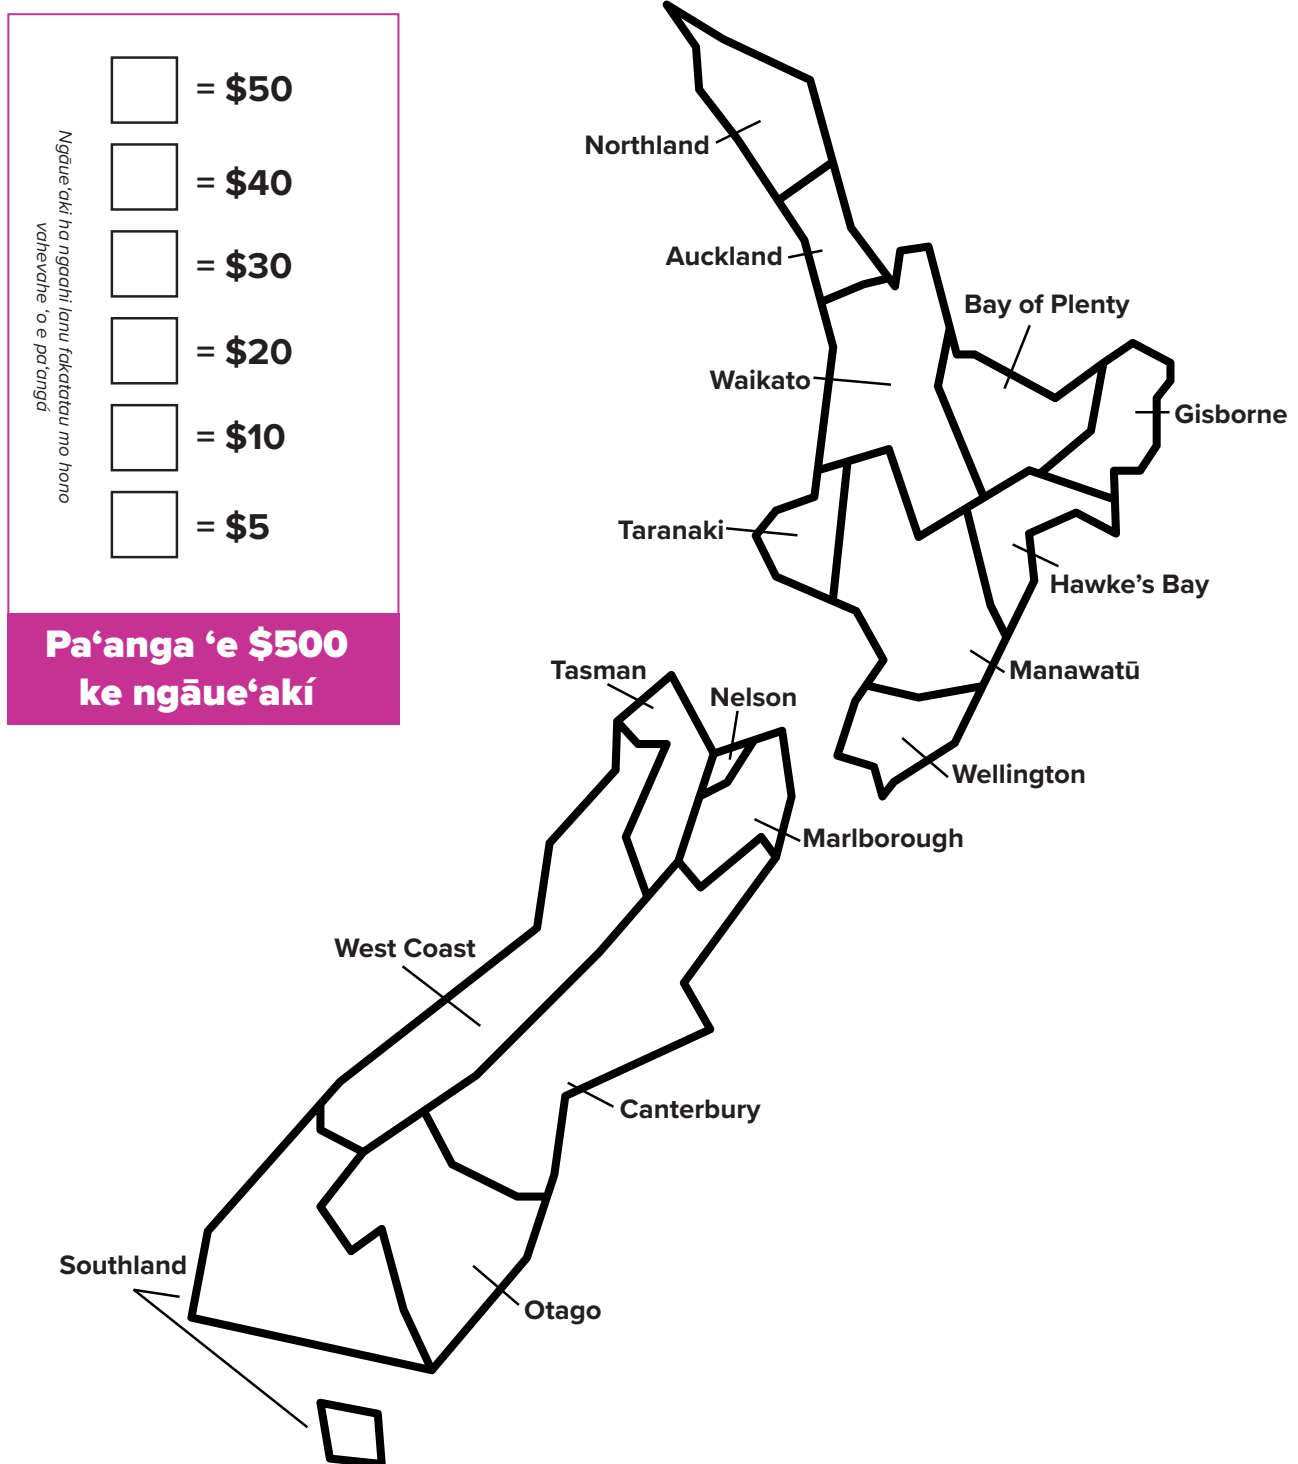 = $50
= $40
= $30
= $20
= $10
= $5
Ngāue‘aki ha ngaahi lanu fakatatau mo hono
vahevahe ‘o e pa‘angá
Pa‘anga ‘e $500
ke ngāue‘akí
Northland
Auckland
Bay of Plenty
Waikato
Gisborne
Taranaki
Hawke’s Bay
Manawatū
Tasman
Nelson
Wellington
Marlborough
West Coast
Canterbury
Southland
Otago